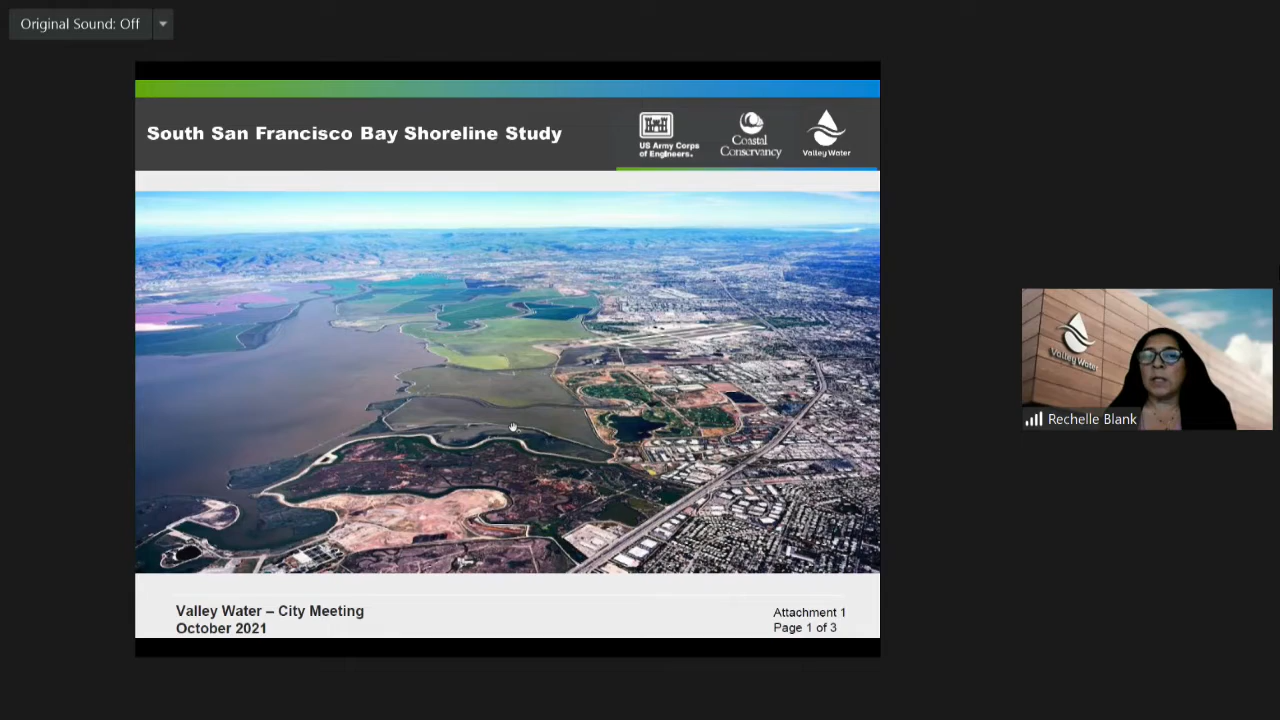 Original Sound: Off
South San Francisco Bay Shoreline Study
US Army Corps
of Engineers.
Coastal
Conservancy
Valley Water
Valley Water
Rechelle Blank
Valley Water – City Meeting
October 2021
Attachment 1
Page 1 of 3